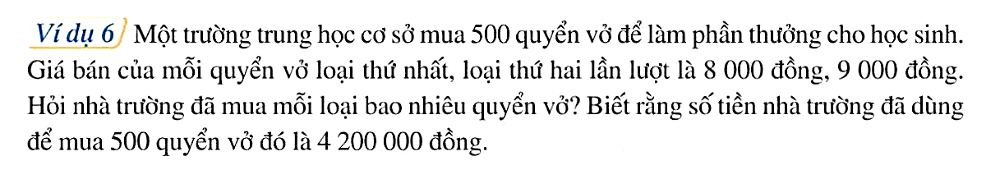 Ví dụ 6 Một trường trung học cơ sở mua 500 quyển vở để làm phần thưởng cho học sinh.
Giá bán của mỗi quyển vở loại thứ nhất, loại thứ hai lần lượt là 8 000 đồng, 9 000 đồng.
Hỏi nhà trường đã mua mỗi loại bao nhiêu quyển vở? Biết rằng số tiền nhà trường đã dùng
để mua 500 quyển vở đó là 4 200 000 đồng.